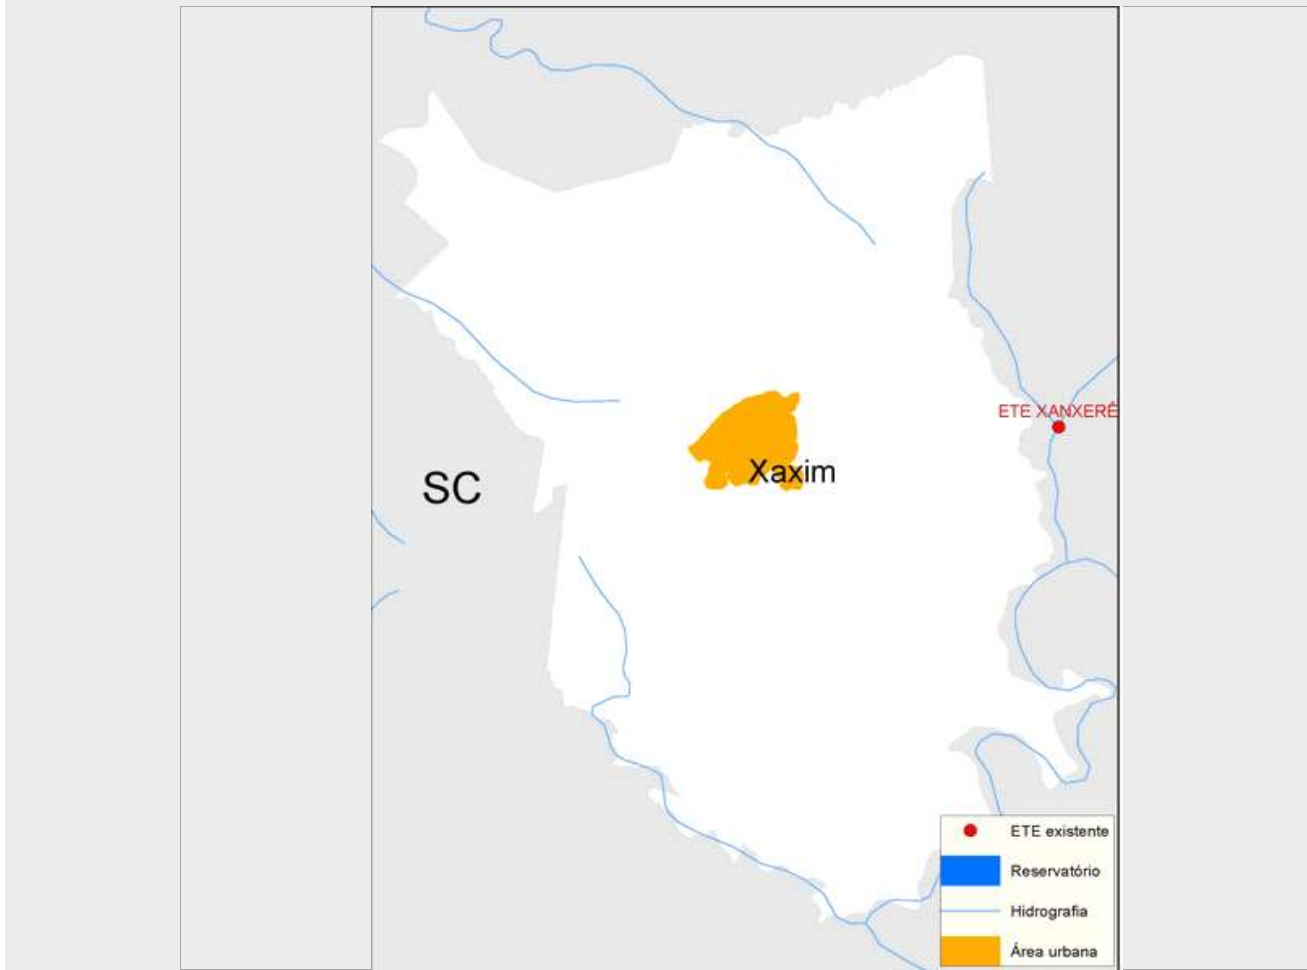 ETE XANXERÊ
Xaxim
SC
ETE existente
Reservatório
Hidrografia
Área urbana